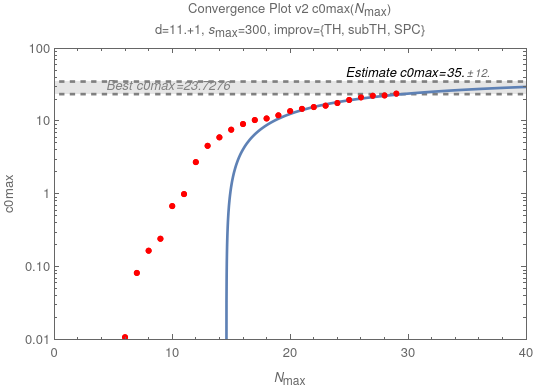 Convergence Plot v2 c0max(Nmax)
d=11.+1, smax=300, improv={TH, subTH, SPC}
100
Estimate c0max=35. ± 12.
Best c0max=23.7276
10
c0max
1
0.10
0.01
0 10 20 30 40
Nmax